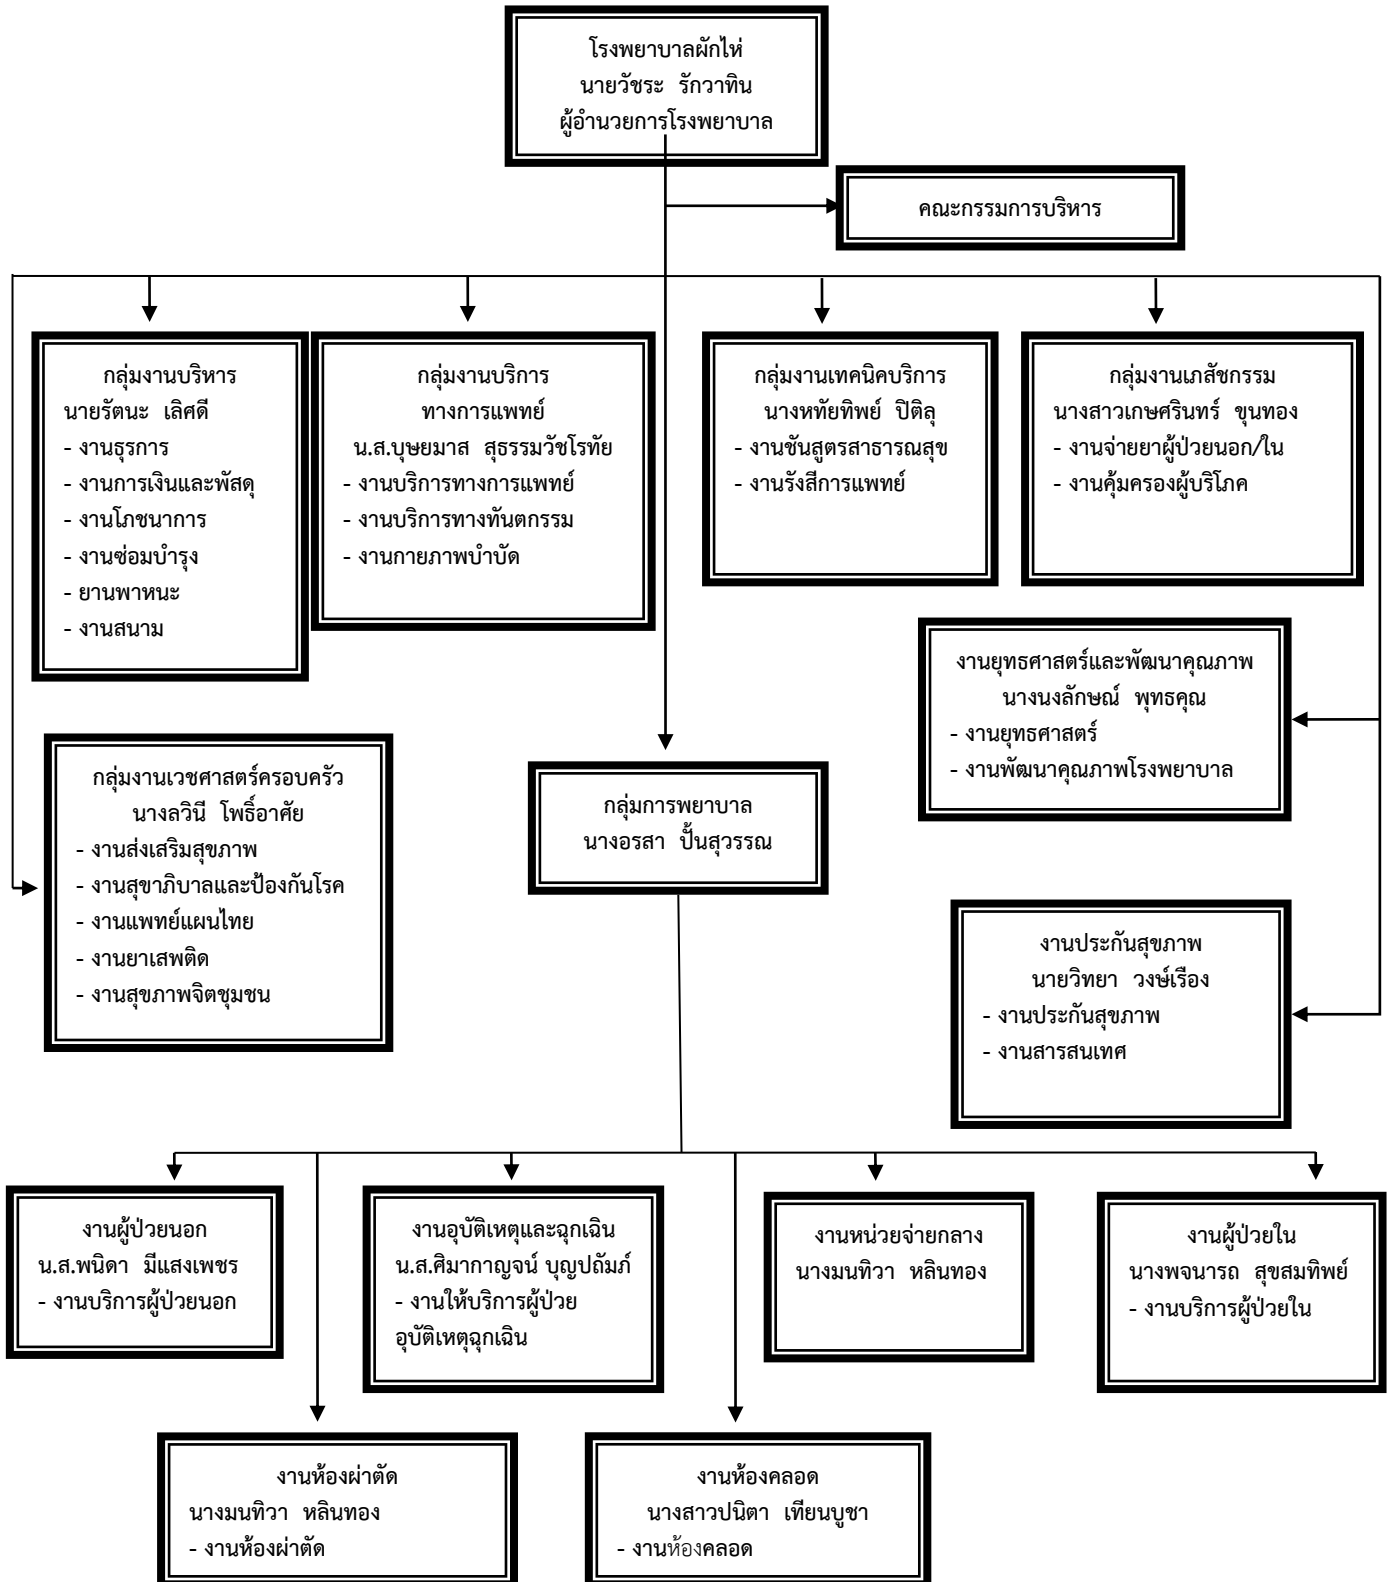 โรงพยาบาลผักไห่
นายวัชระ รักวาทิน
ผู้อำนวยการโรงพยาบาล
คณะกรรมการบริหาร
กลุ่มงานบริหาร
นายรัตนะ เลิศดี
- งานธุรการ
- งานการเงินและพัสดุ
- งานโภชนาการ
- งานซ่อมบำรุง
- ยานพาหนะ
- งานสนาม
กลุ่มงานบริการ
ทางการแพทย์
น.ส.บุษยมาส สุธรรมวัชโรทัย
- งานบริการทางการแพทย์
- งานบริการทางทันตกรรม
- งานกายภาพบำบัด
กลุ่มงานเทคนิคบริการ
นางหทัยทิพย์ ปิติลุ
- งานชันสูตรสาธารณสุข
- งานรังสีการแพทย์
กลุ่มงานเภสัชกรรม
นางสาวเกษศรินทร์ ขุนทอง
- งานจ่ายยาผู้ป่วยนอก/ใน
- งานคุ้มครองผู้บริโภค
งานยุทธศาสตร์และพัฒนาคุณภาพ
นางนงลักษณ์ พุทธคุณ
- งานยุทธศาสตร์
- งานพัฒนาคุณภาพโรงพยาบาล
กลุ่มงานเวชศาสตร์ครอบครัว
นางลวินี โพธิ์อาศัย
- งานส่งเสริมสุขภาพ
- งานสุขาภิบาลและป้องกันโรค
- งานแพทย์แผนไทย
- งานยาเสพติด
- งานสุขภาพจิตชุมชน
กลุ่มการพยาบาล
นางอรสา ปั้นสุวรรณ
งานประกันสุขภาพ
นายวิทยา วงษ์เรือง
- งานประกันสุขภาพ
- งานสารสนเทศ
งานผู้ป่วยนอก
น.ส.พนิดา มีแสงเพชร
- งานบริการผู้ป่วยนอก
งานอุบัติเหตุและฉุกเฉิน
น.ส.ศิมากาญจน์ บุญปถัมภ์
- งานให้บริการผู้ป่วย
อุบัติเหตุฉุกเฉิน
งานหน่วยจ่ายกลาง
นางมนทิวา หลินทอง
งานผู้ป่วยใน
นางพจนารถ สุขสมทิพย์
- งานบริการผู้ป่วยใน
งานห้องผ่าตัด
นางมนทิวา หลินทอง
- งานห้องผ่าตัด
งานห้องคลอด
นางสาวปนิตา เทียนบูชา
- งานห้องคลอด